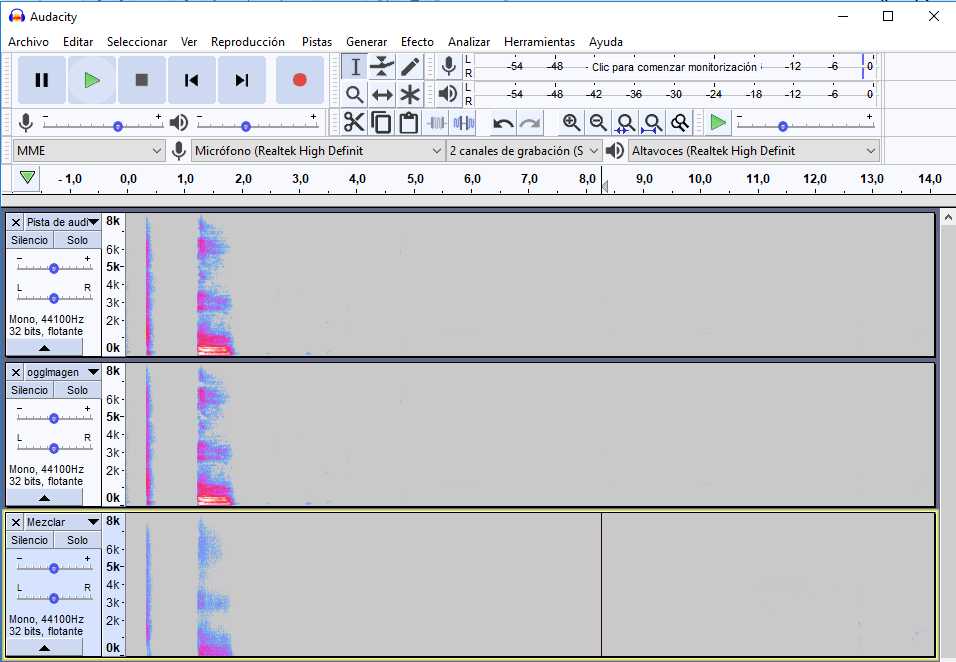 Audacity
Archivo Editar Seleccionar Ver Reproducción Pistas Generar Efecto Analizar Herramientas Ayuda
L
R
-54 -48 - Clic para comenzar monitorización -12 -6 0
L
R
-54 -48 -42 -36 -30 -24 -18 -12 -6 0
- +
- +
- +
MME Micrófono (Realtek High Definit 2 canales de grabación (S Altavoces (Realtek High Definit
- 1,0 0,0 1,0 2,0 3,0 4,0 5,0 6,0 7,0 8,0 9,0 10,0 11,0 12,0 13,0 14,0
Pista de audi
Silencio Solo
- +
L R
Mono, 44100Hz
32 bits, flotante
8k
6k
5k
4k
3k
2k
0k
oggImagen
Silencio Solo
- +
L R
Mono, 44100Hz
32 bits, flotante
8k
6k
5k
4k
3k
2k
0k
Mezclar
Silencio Solo
- +
L R
Mono, 44100Hz
32 bits, flotante
8k
6k
5k
4k
3k
2k
0k